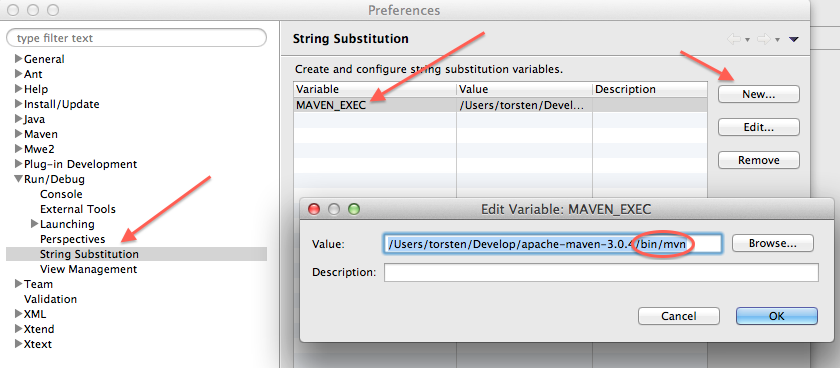 Preferences
type filter text
General
Ant
Help
Install/Update
Java
Maven
Mwe2
Plug-in Development
Run/Debug
Console
External Tools
Launching
Perspectives
String Substitution
View Management
Team
Validation
XML
Xtend
Xtext
String Substitution
Create and configure string substitution variables.
Variable Value Description
MAVEN_EXEC /Users/torsten/Devel...
New...
Edit...
Remove
Edit Variable: MAVEN_EXEC
Value: /Users/torsten/Develop/apache-maven-3.0.4/bin/mvn Browse...
Description:
Cancel OK